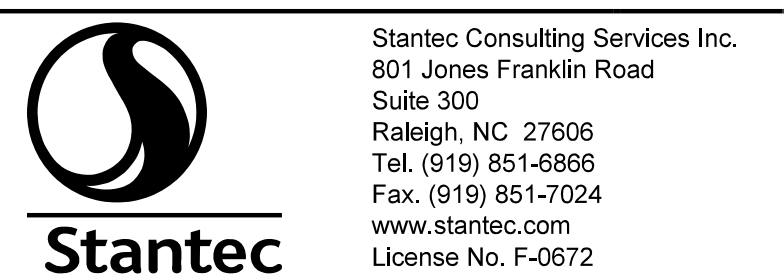 Stantec
Stantec Consulting Services Inc.
801 Jones Franklin Road
Suite 300
Raleigh, NC  27606
Tel. (919) 851-6866
Fax. (919) 851-7024
www.stantec.com
License No. F-0672